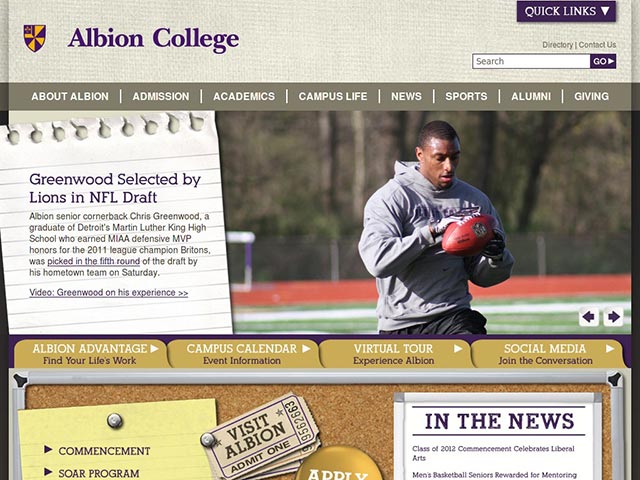 QUICK LINKS
Albion College
Directory | Contact Us
Search
GO
ABOUT ALBION
ADMISSION
ACADEMICS
CAMPUS LIFE
NEWS
SPORTS
ALUMNI
GIVING
Greenwood Selected by
Lions in NFL Draft
Albion senior cornerback Chris Greenwood, a
graduate of Detroit's Martin Luther King High
School who earned MIAA defensive MVP
honors for the 2011 league champion Britons,
was picked in the fifth round of the draft by
his hometown team on Saturday.
Video: Greenwood on his experience >>
ALBION ADVANTAGE
Find Your Life's Work
CAMPUS CALENDAR
Event Information
VIRTUAL TOUR
Experience Albion
SOCIAL MEDIA
Join the Conversation
COMMENCEMENT
SOAR PROGRAM
VISIT
ALBION
ADMIT ONE
9562563
APPLY
IN THE NEWS
Class of 2012 Commencement Celebrates Liberal
Arts
Men's Basketball Seniors Rewarded for Mentoring